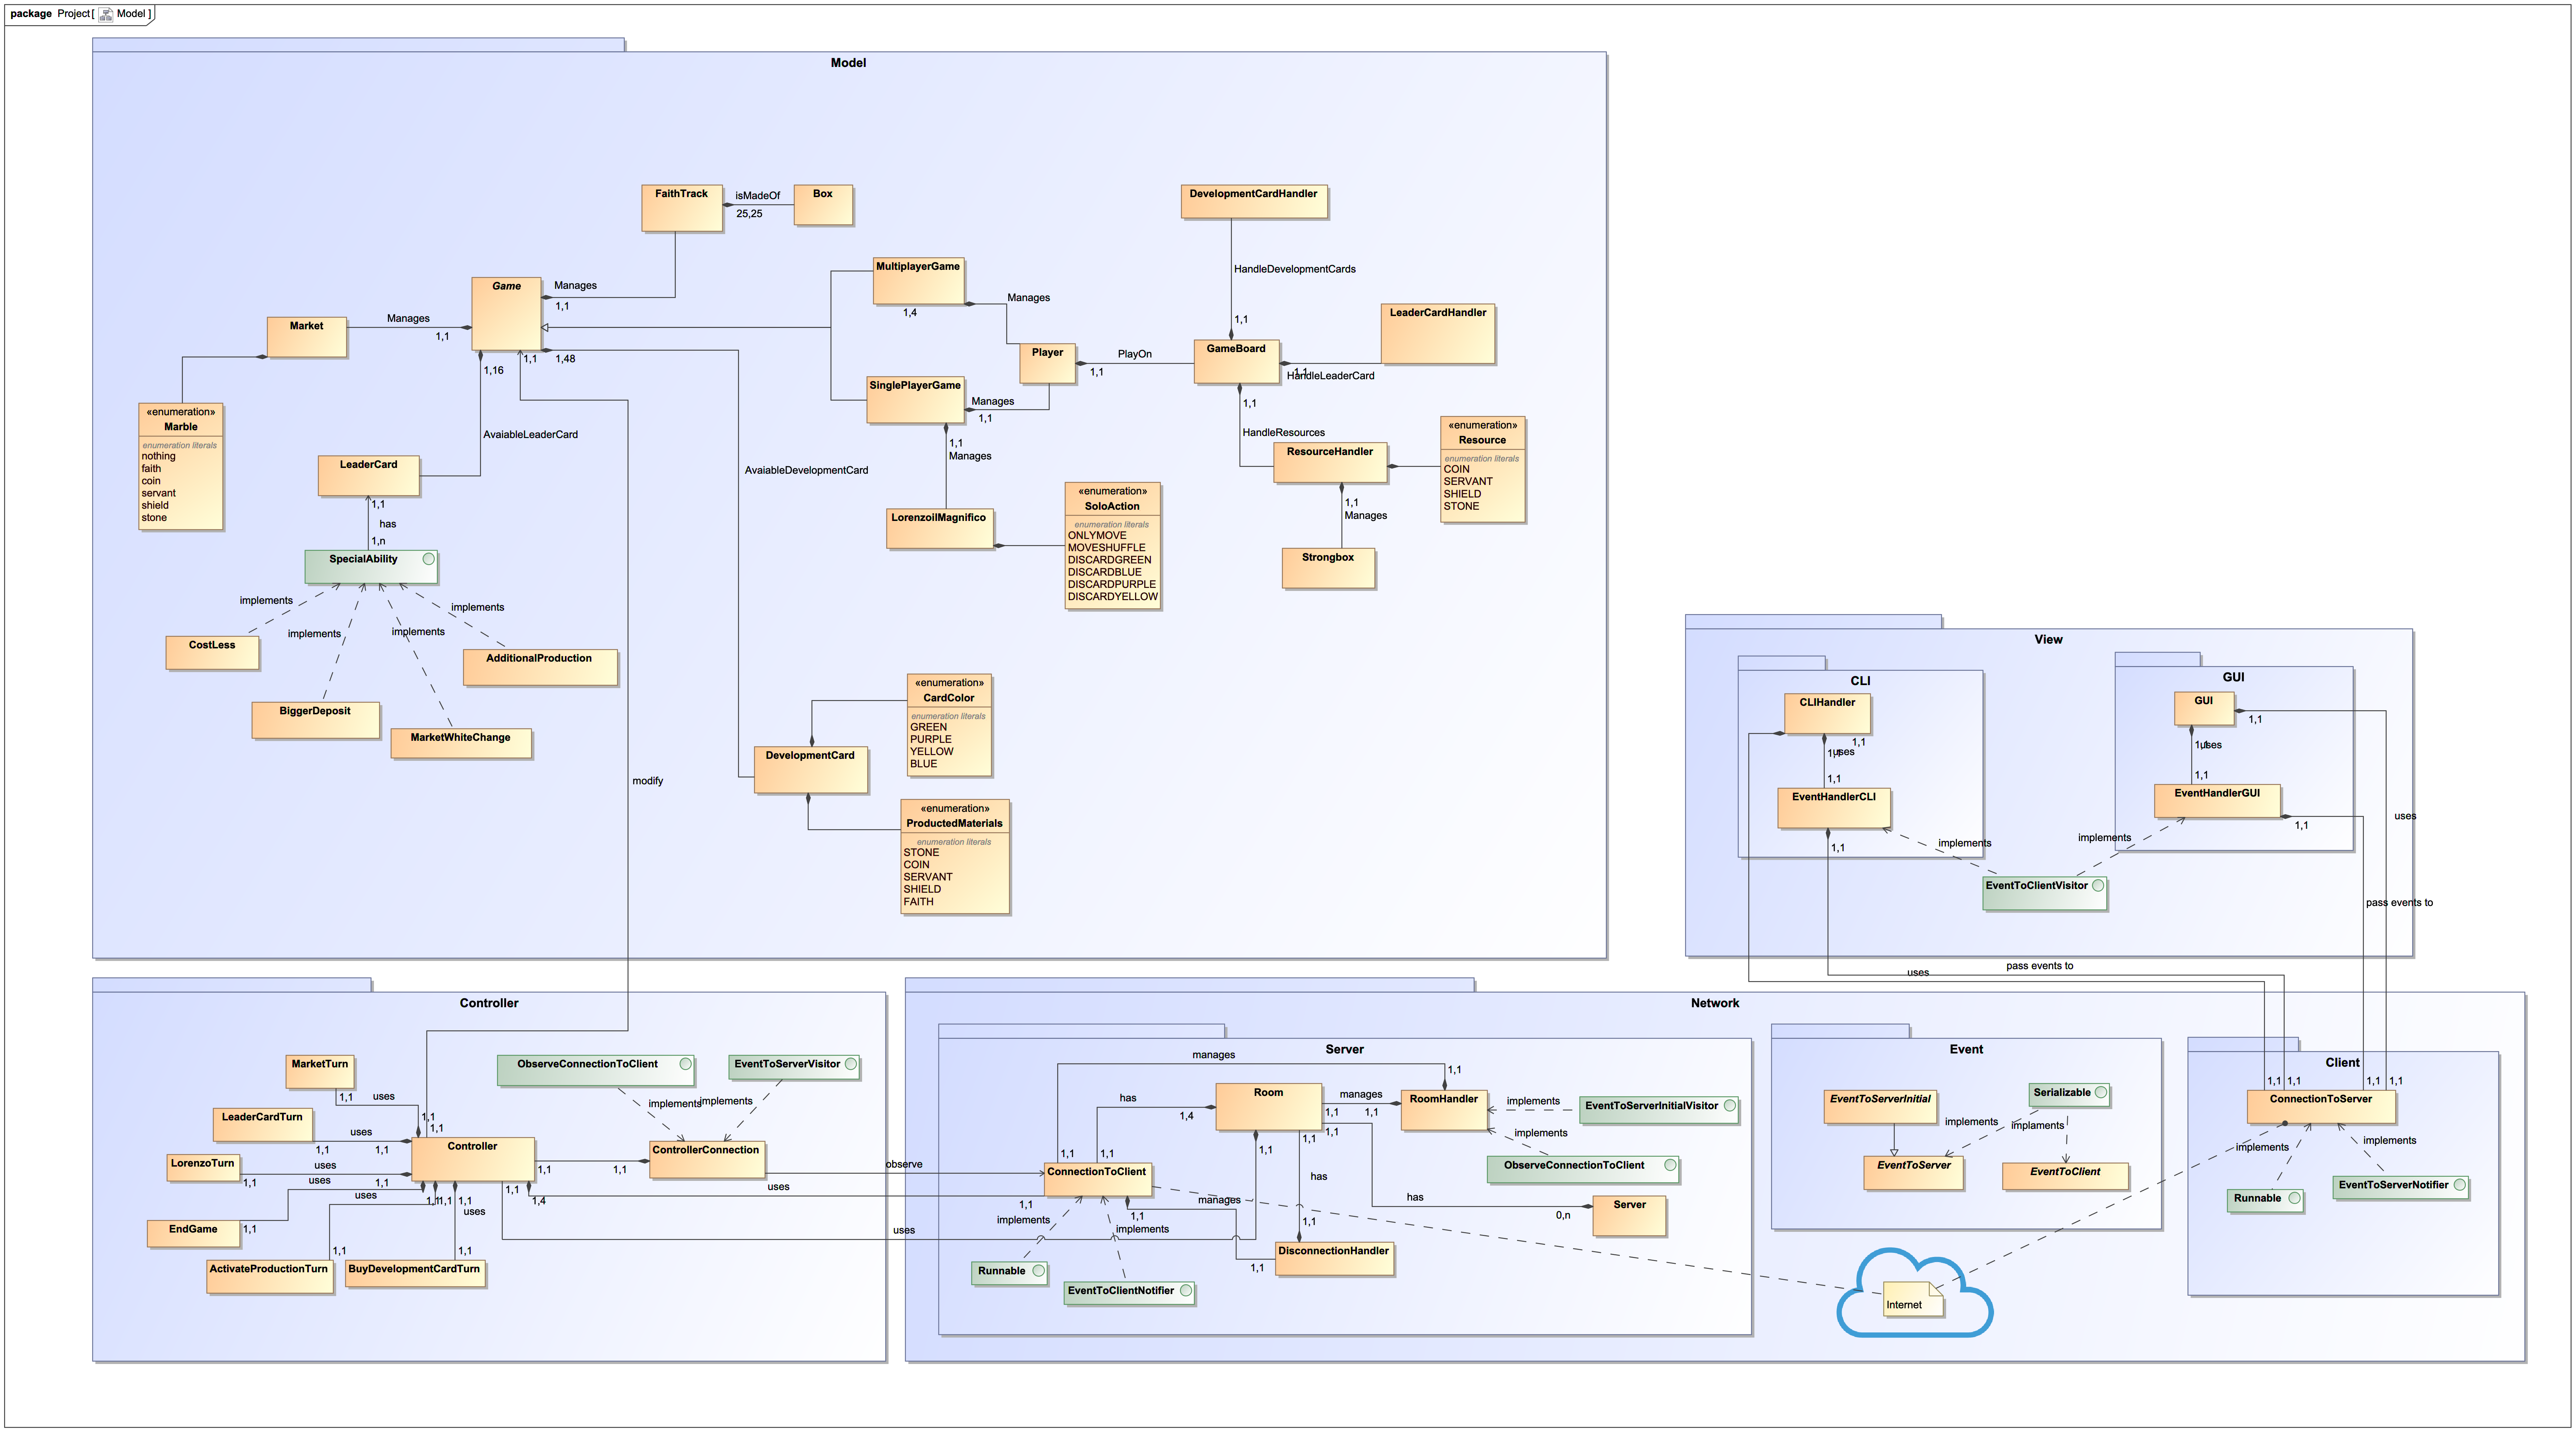 package Project [ Model ]
Model
FaithTrack
isMadeOf
25,25
Box
DevelopmentCardHandler
HandleDevelopmentCards
1,1
MultiplayerGame
1,4
Manages
Game
Manages
1,1
Market
Manages
1,1
1,1
1,48
1,16
LeaderCardHandler
GameBoard
1,1
HandleLeaderCard
Player
PlayOn
1,1
SinglePlayerGame
Manages
1,1
1,1
Manages
1,1
HandleResources
«enumeration»
Marble
enumeration literals
nothing
faith
coin
servant
shield
stone
AvaiableLeaderCard
LeaderCard
1,1
has
1,n
SpecialAbility
AvaiableDevelopmentCard
ResourceHandler
1,1
Manages
Strongbox
«enumeration»
Resource
enumeration literals
COIN
SERVANT
SHIELD
STONE
LorenzoilMagnifico
«enumeration»
SoloAction
enumeration literals
ONLYMOVE
MOVESHUFFLE
DISCARDGREEN
DISCARDBLUE
DISCARDPURPLE
DISCARDYELLOW
implements
implements
implements
implements
CostLess
AdditionalProduction
BiggerDeposit
MarketWhiteChange
modify
«enumeration»
CardColor
enumeration literals
GREEN
PURPLE
YELLOW
BLUE
DevelopmentCard
«enumeration»
ProductedMaterials
enumeration literals
STONE
COIN
SERVANT
SHIELD
FAITH
View
CLI
CLIHandler
1,1
1,1
uses
1,1
EventHandlerCLI
1,1
GUI
GUI
1,1
1,1
uses
1,1
EventHandlerGUI
1,1
implements
implements
EventToClientVisitor
uses
pass events to
pass events to
uses
Controller
MarketTurn
1,1
uses
LeaderCardTurn
uses
1,1
1,1
1,1
1,1
LorenzoTurn
uses
1,1
uses
1,1
uses
EndGame
1,1
Controller
1,1
1,1
1,1
uses
1,1
1,4
1,1
ActivateProductionTurn
1,1
BuyDevelopmentCardTurn
1,1
ObserveConnectionToClient
EventToServerVisitor
implements
implements
ControllerConnection
1,1
observe
uses
uses
Network
Server
manages
1,1
Room
has
1,4
manages
1,1
1,1
1,1
1,1
1,1
RoomHandler
implements
EventToServerInitialVisitor
implements
ObserveConnectionToClient
1,1
1,1
ConnectionToClient
1,1
manages
1,1
implements
implements
Runnable
EventToClientNotifier
has
1,1
DisconnectionHandler
1,1
has
0,n
Server
Event
EventToServerInitial
Serializable
implements
implaments
EventToServer
EventToClient
Client
1,1
1,1
1,1
1,1
ConnectionToServer
implements
implements
Runnable
EventToServerNotifier
Internet